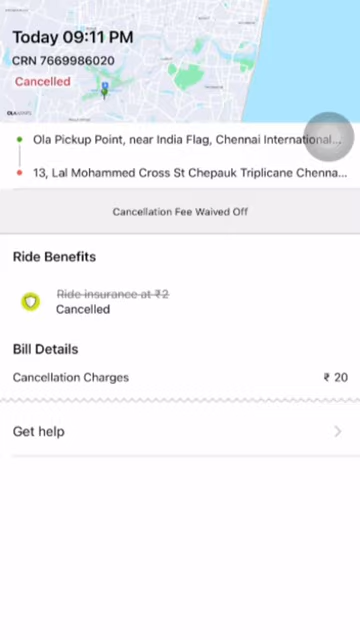 Today 09:11 PM
CRN 7669986020
Cancelled
Ola Pickup Point, near India Flag, Chennai International...
13, Lal Mohammed Cross St Chepauk Triplicane Chenna...
Cancellation Fee Waived Off
Ride Benefits
Ride insurance at ₹2
Cancelled
Bill Details
Cancellation Charges ₹ 20
Get help